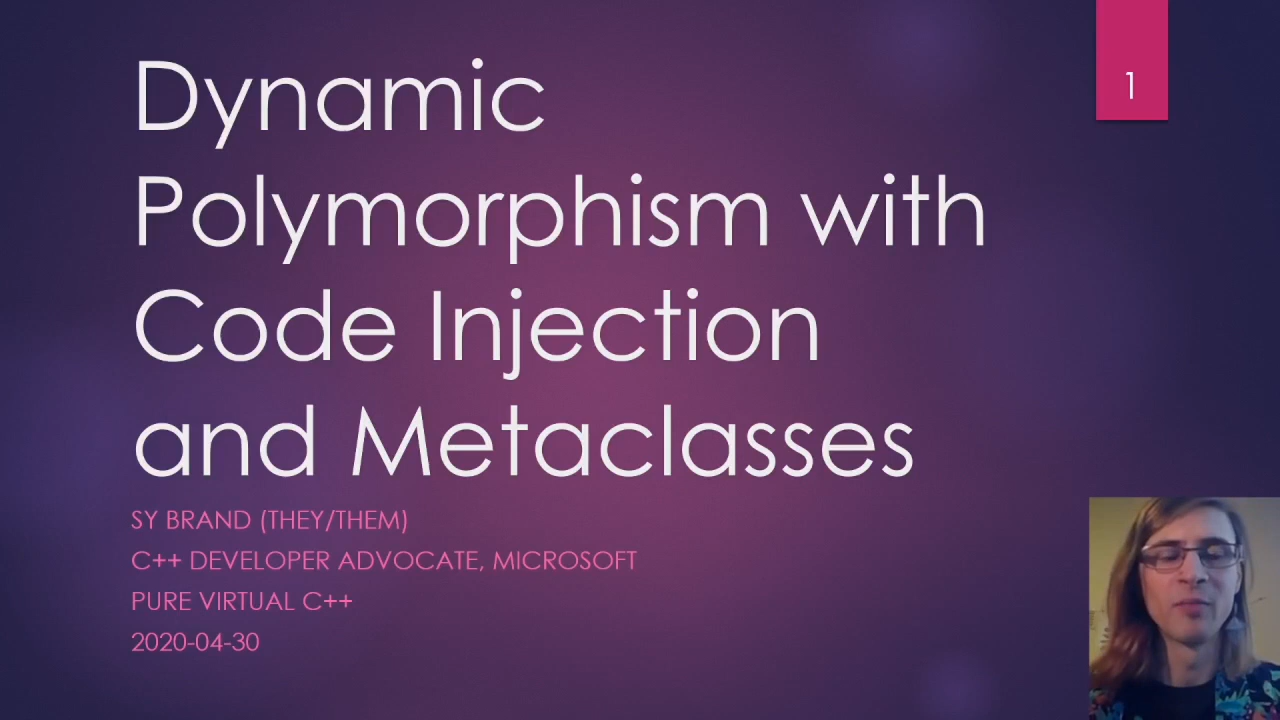 Dynamic
Polymorphism with
Code Injection
and Metaclasses
1
SY BRAND (THEY/THEM)
C++ DEVELOPER ADVOCATE, MICROSOFT
PURE VIRTUAL C++
2020-04-30